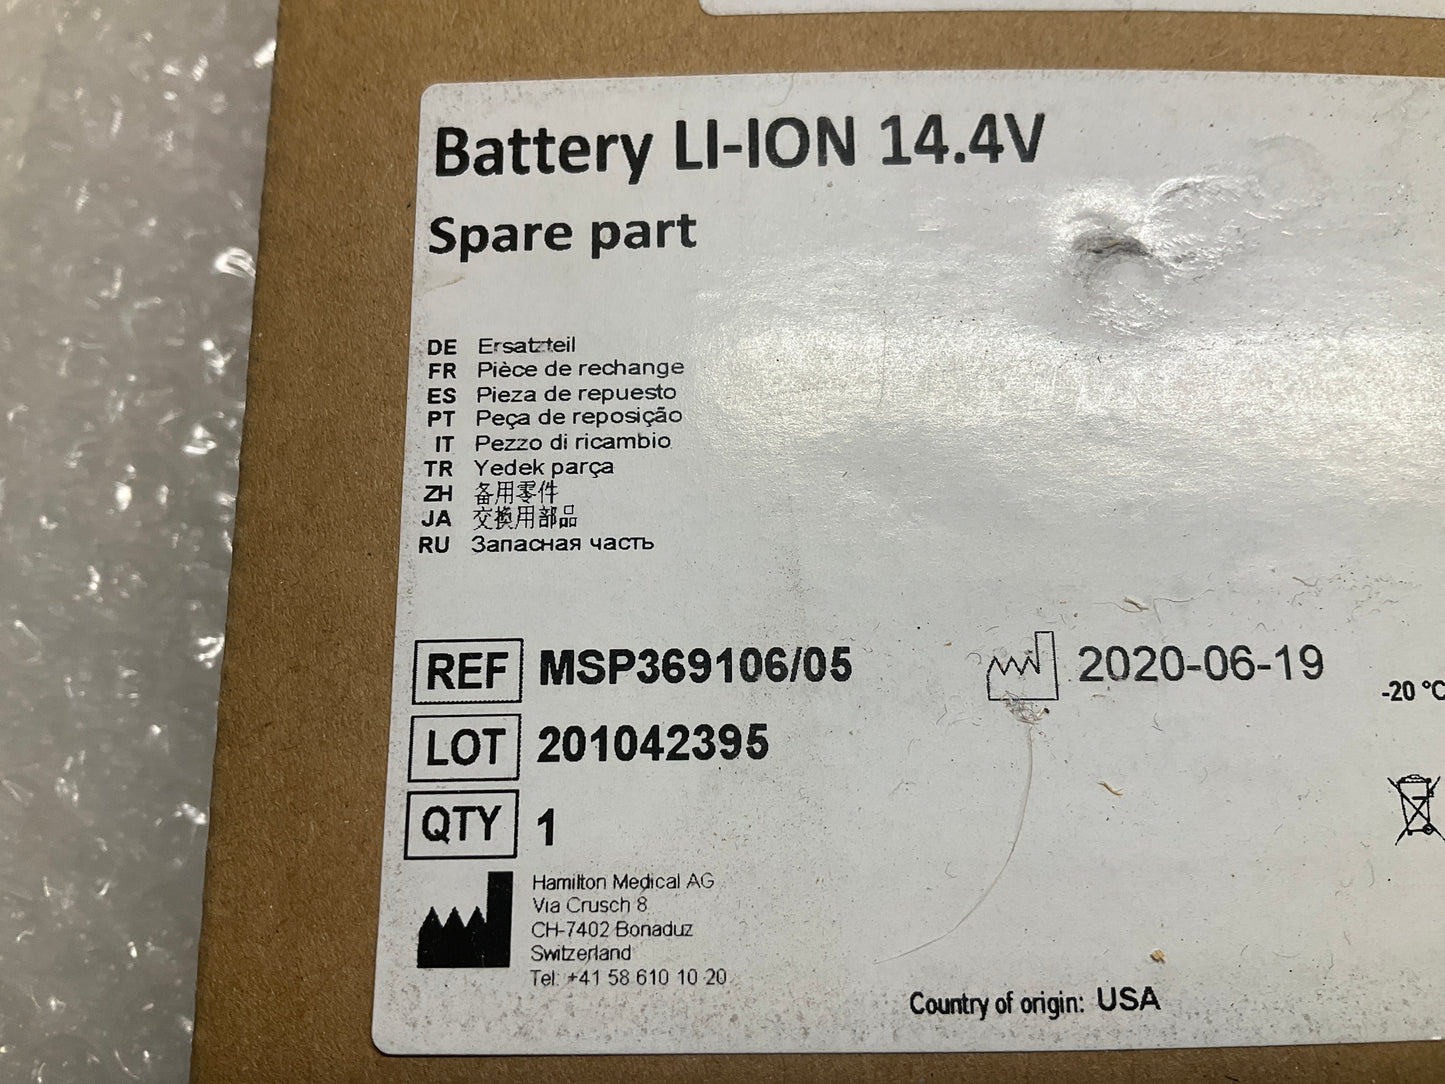 Battery LI-ION 14.4V
Spare part
DE Ersatzteil
FR Pièce de rechange
ES Pieza de repuesto
PT Peça de reposição
IT Pezzo di ricambio
TR Yedek parça
ZH 备用零件
JA 交換用部品
RU Запасная часть
REF MSP369106/05 2020-06-19
-20 °C
LOT 201042395
QTY 1
Hamilton Medical AG
Via Crusch 8
CH-7402 Bonaduz
Switzerland
Tel: +41 58 610 10 20
Country of origin: USA